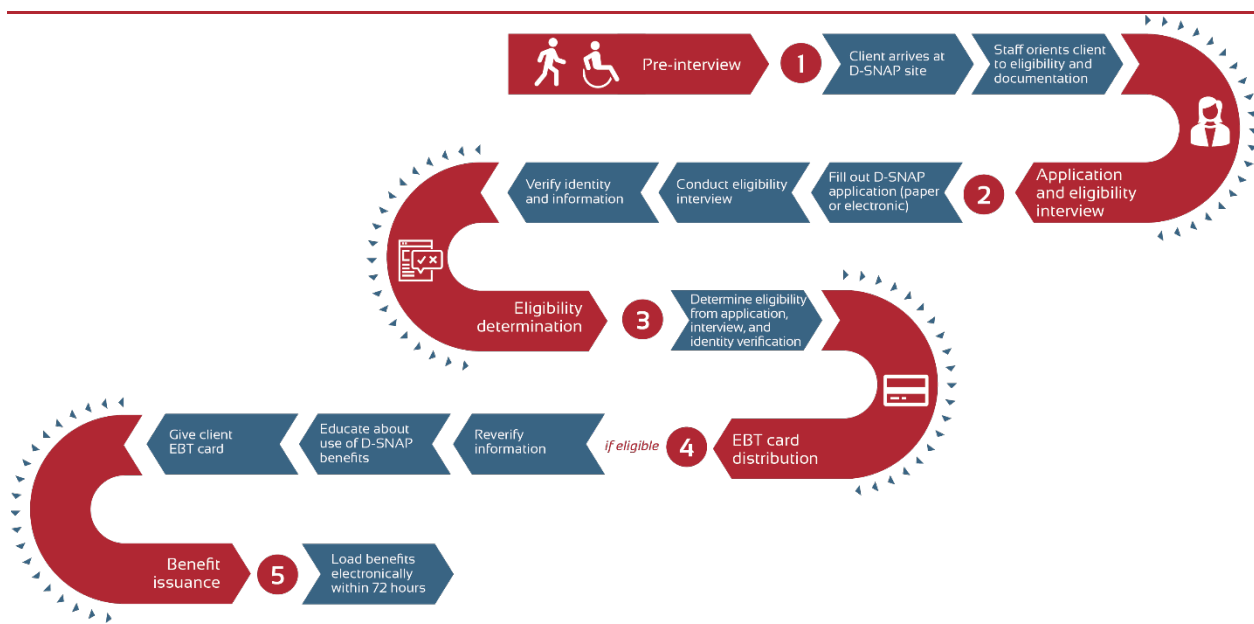 Pre-interview
1
Client arrives at
D-SNAP site
Staff orients client
to eligibility and
documentation
Application
and eligibility
interview
2
Fill out D-SNAP
application (paper
or electronic)
Conduct eligibility
interview
Verify identity
and information
Eligibility
determination
3
Determine eligibility
from application,
interview, and
identity verification
EBT card
distribution
4
if eligible
Reverify
information
Educate about
use of D-SNAP
benefits
Give client
EBT card
Benefit
issuance
5
Load benefits
electronically
within 72 hours